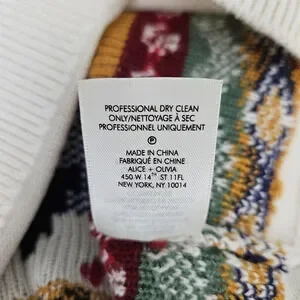 PROFESSIONAL DRY CLEAN
ONLY/NETTOYAGE À SEC
PROFESSIONNEL UNIQUEMENT
MADE IN CHINA
FABRIQUÉ EN CHINE
ALICE + OLIVIA
450 W 14TH ST 11FL
NEW YORK, NY 10014